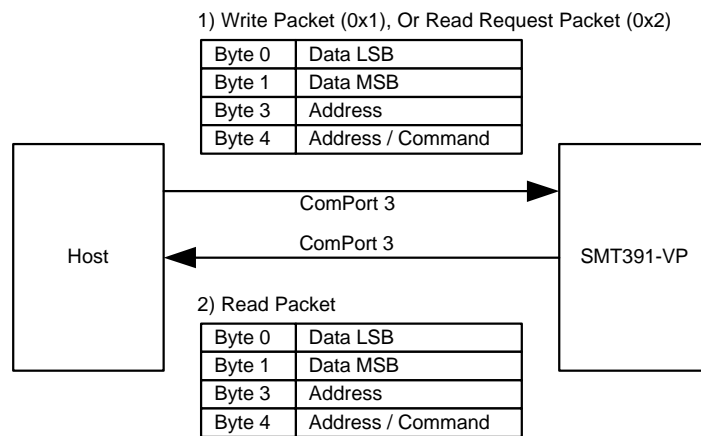 1) Write Packet (0x1), Or Read Request Packet (0x2)
Byte 0 Data LSB
Byte 1 Data MSB
Byte 3 Address
Byte 4 Address / Command
ComPort 3
ComPort 3
Host
SMT391-VP
2) Read Packet
Byte 0 Data LSB
Byte 1 Data MSB
Byte 3 Address
Byte 4 Address / Command